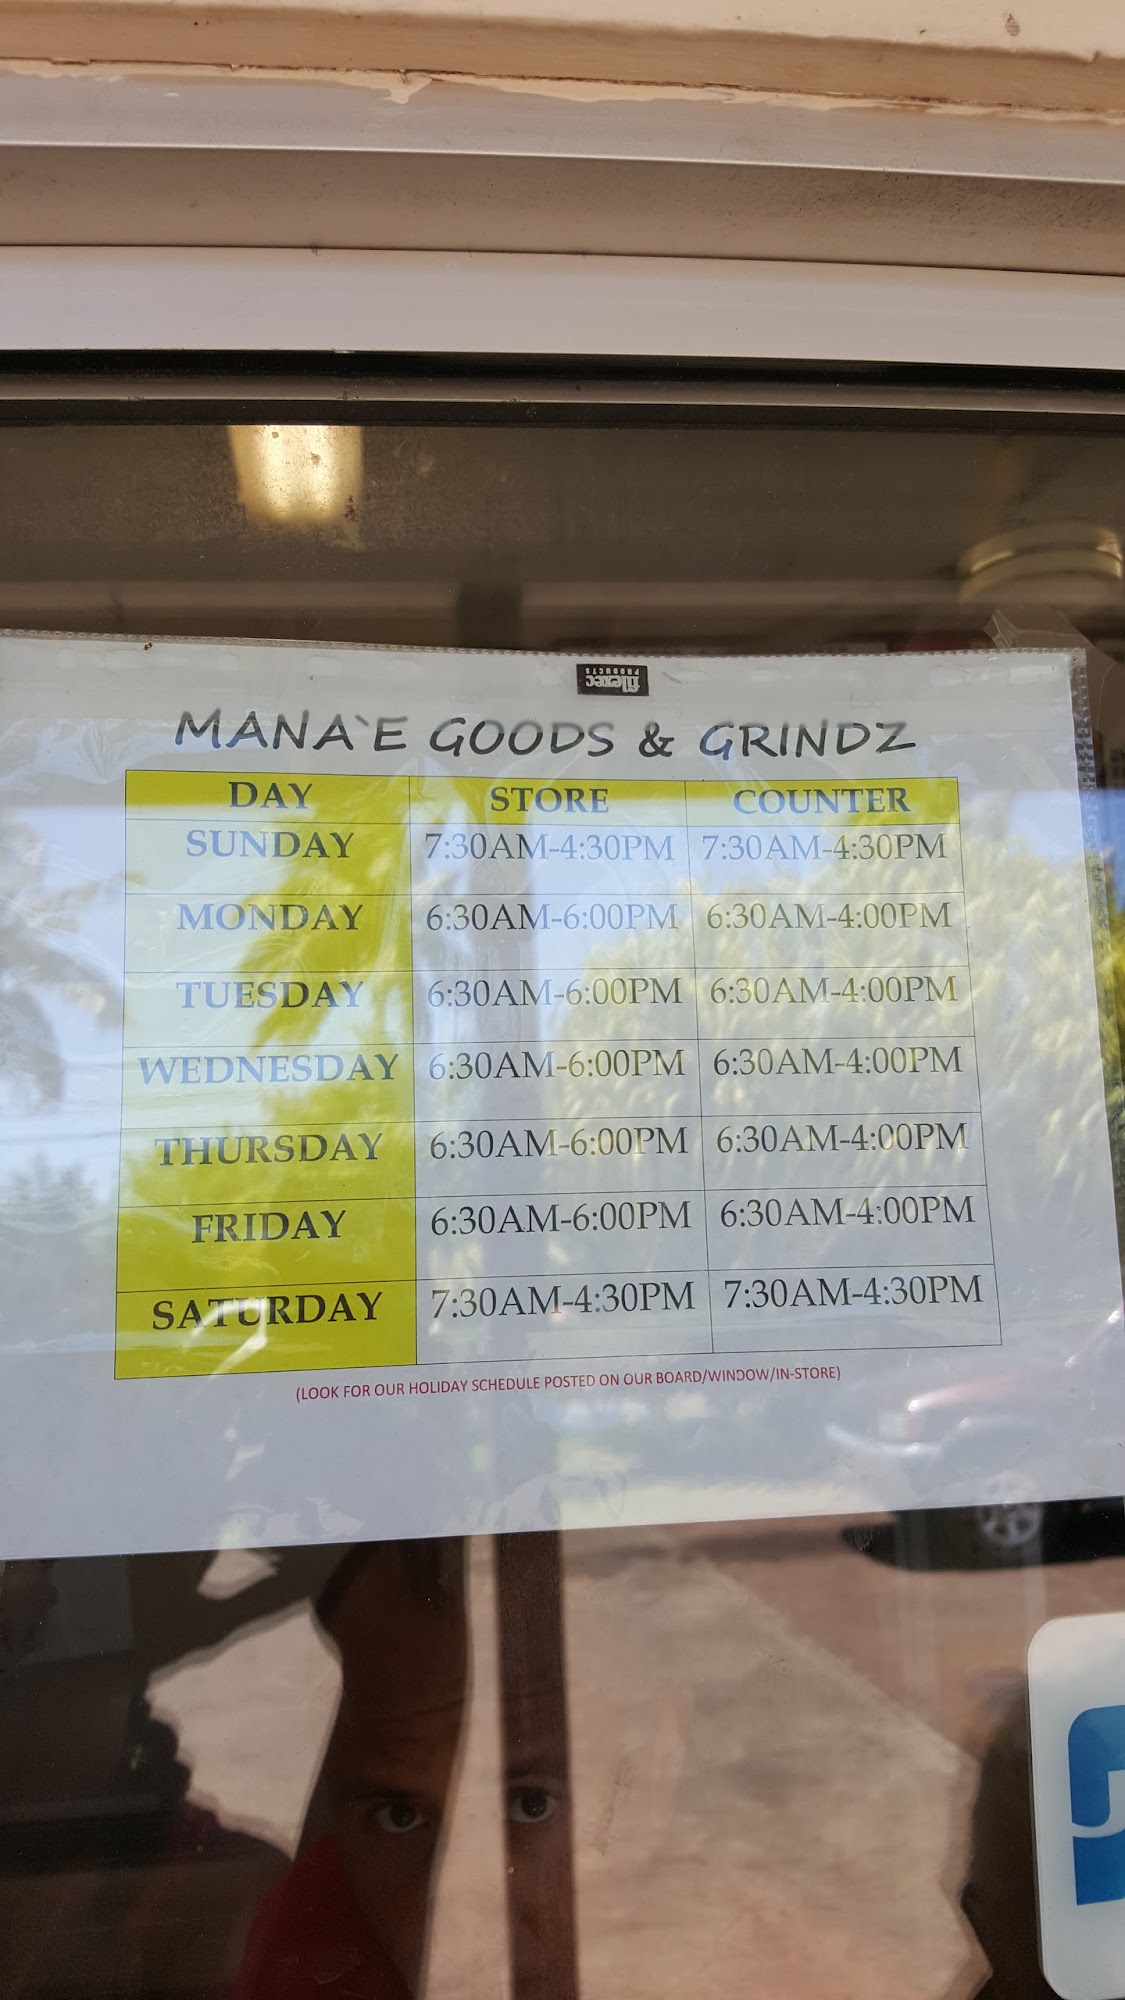 filexec
PRODUCTS
MANA`E GOODS & GRINDZ
DAY STORE COUNTER
SUNDAY 7:30AM-4:30PM 7:30AM-4:30PM
MONDAY 6:30AM-6:00PM 6:30AM-4:00PM
TUESDAY 6:30AM-6:00PM 6:30AM-4:00PM
WEDNESDAY 6:30AM-6:00PM 6:30AM-4:00PM
THURSDAY 6:30AM-6:00PM 6:30AM-4:00PM
FRIDAY 6:30AM-6:00PM 6:30AM-4:00PM
SATURDAY 7:30AM-4:30PM 7:30AM-4:30PM
(LOOK FOR OUR HOLIDAY SCHEDULE POSTED ON OUR BOARD/WINDOW/IN-STORE)